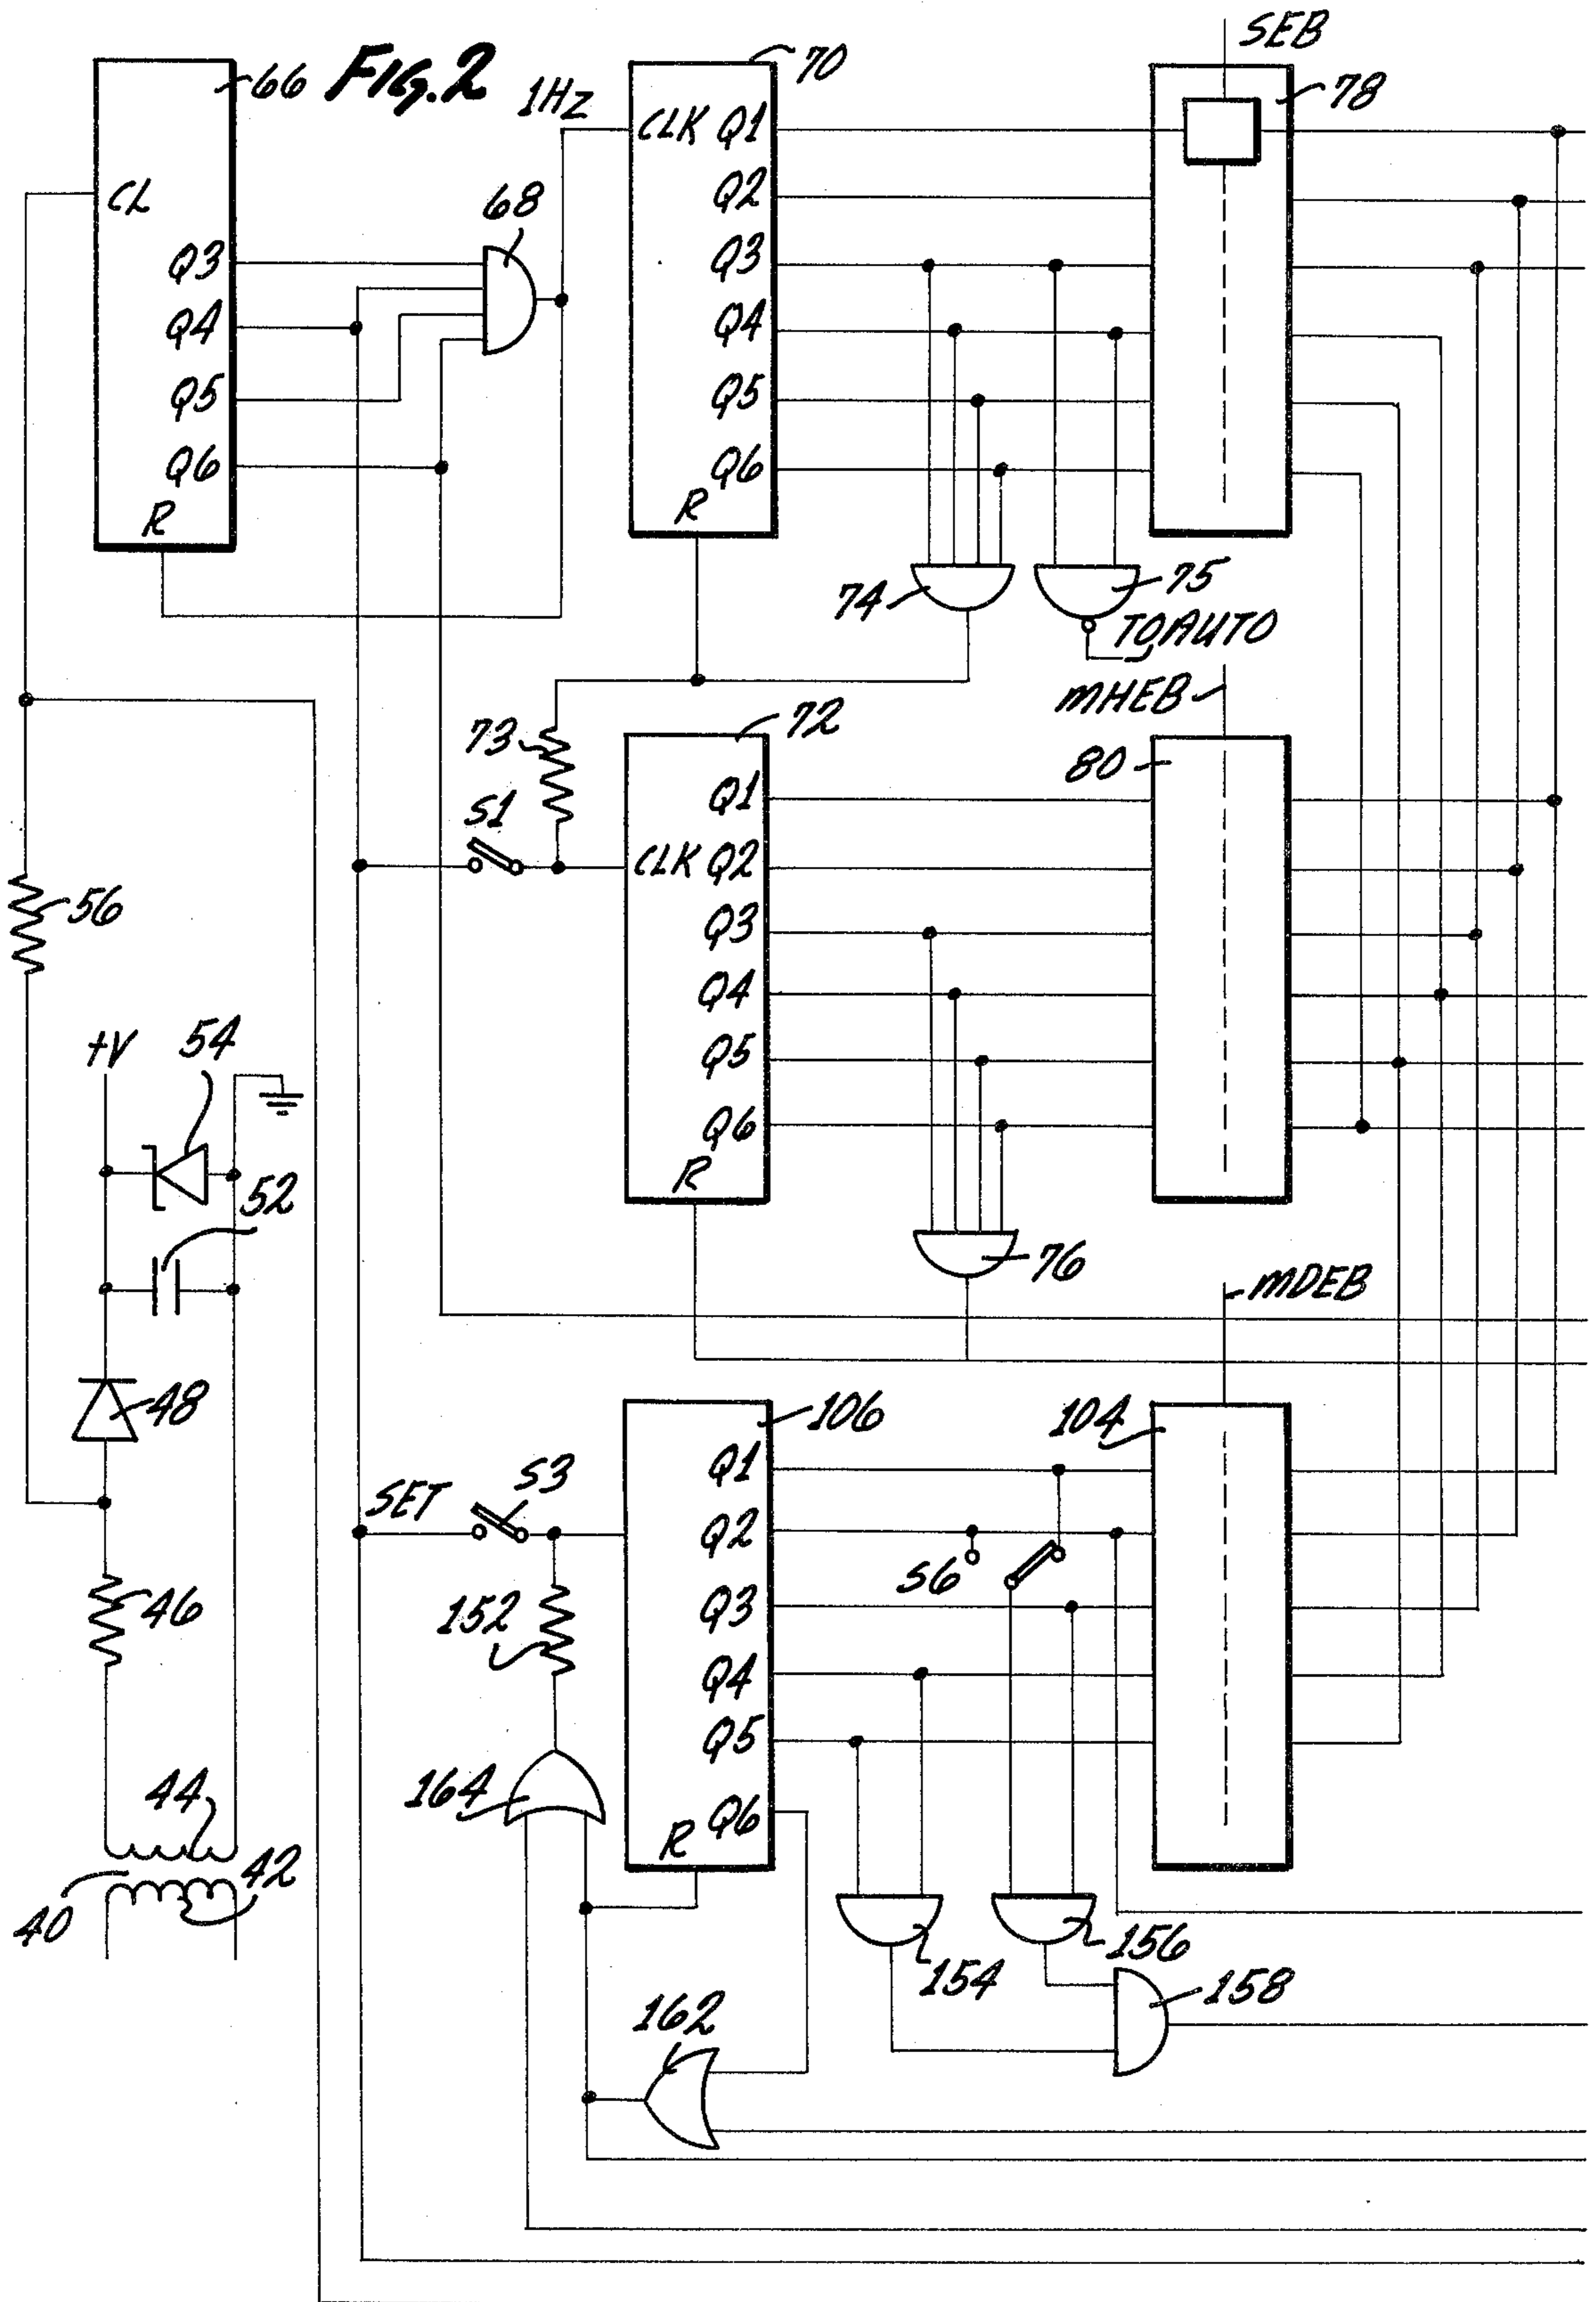 SEB
66 FIG. 2
1Hz
70
78
CLK Q1
CL
68
Q2
Q3
Q3
Q4
Q4
Q5
Q5
Q6
Q6
R
R
74
75
TO AUTO
MHEB
73
72
80
Q1
S1
CLK Q2
56
Q3
Q4
+V
54
Q5
Q6
52
R
76
MDEB
48
106
104
Q1
SET
S3
Q2
S6
46
152
Q3
Q4
Q5
44
164
Q6
42
R
40
156
154
158
162